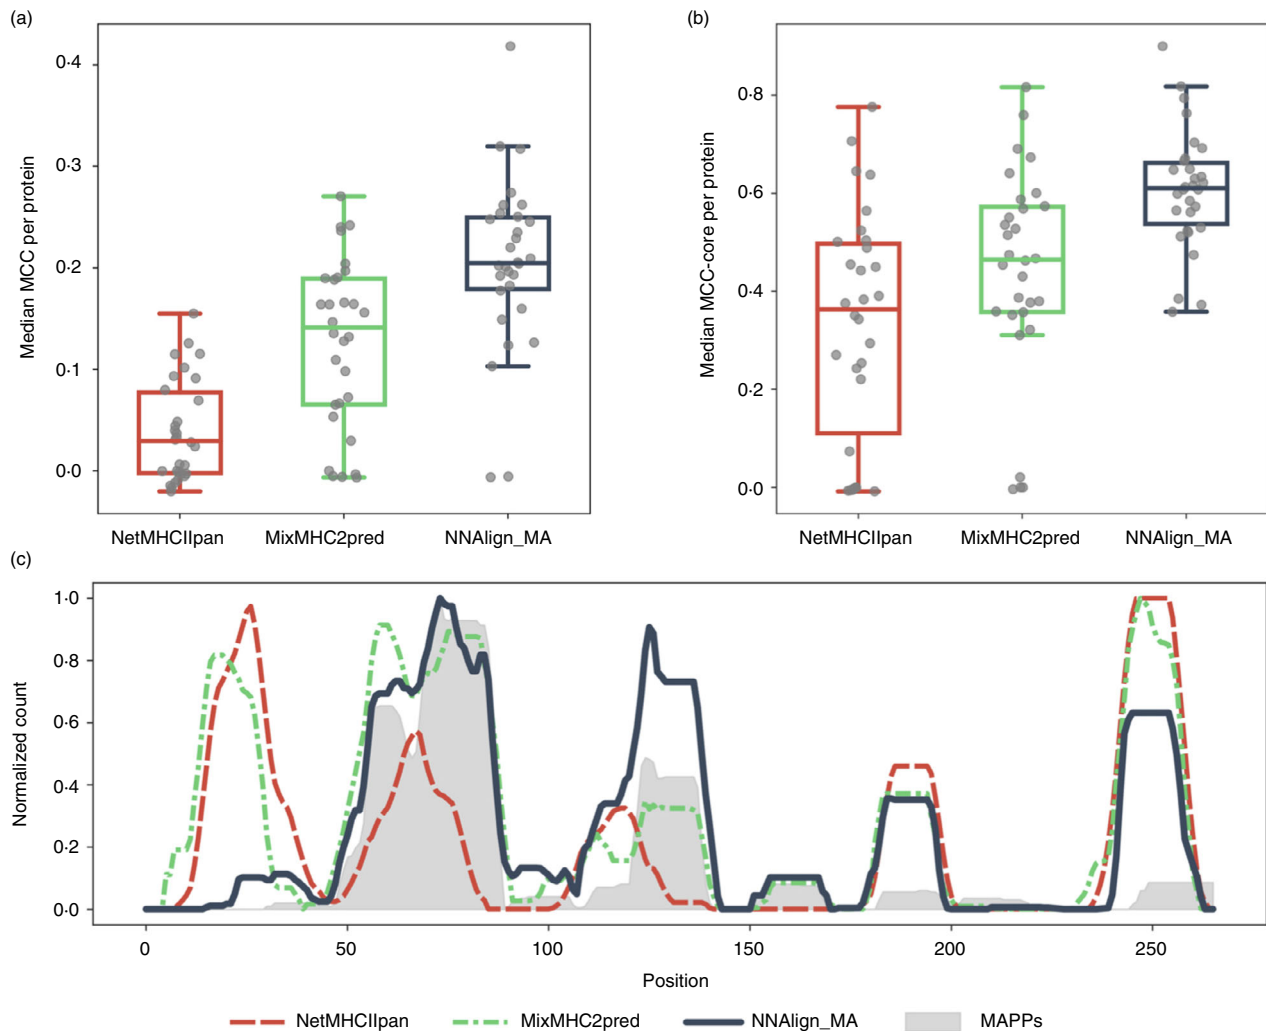 (a)
Median MCC per protein
0·4
0·3
0·2
0·1
0·0
NetMHCIIpan
MixMHC2pred
NNAlign_MA
(b)
Median MCC-core per protein
0·8
0·6
0·4
0·2
0·0
NetMHCIIpan
MixMHC2pred
NNAlign_MA
(c)
Normalized count
1·0
0·8
0·6
0·4
0·2
0·0
0
50
100
150
200
250
Position
NetMHCIIpan
MixMHC2pred
NNAlign_MA
MAPPs